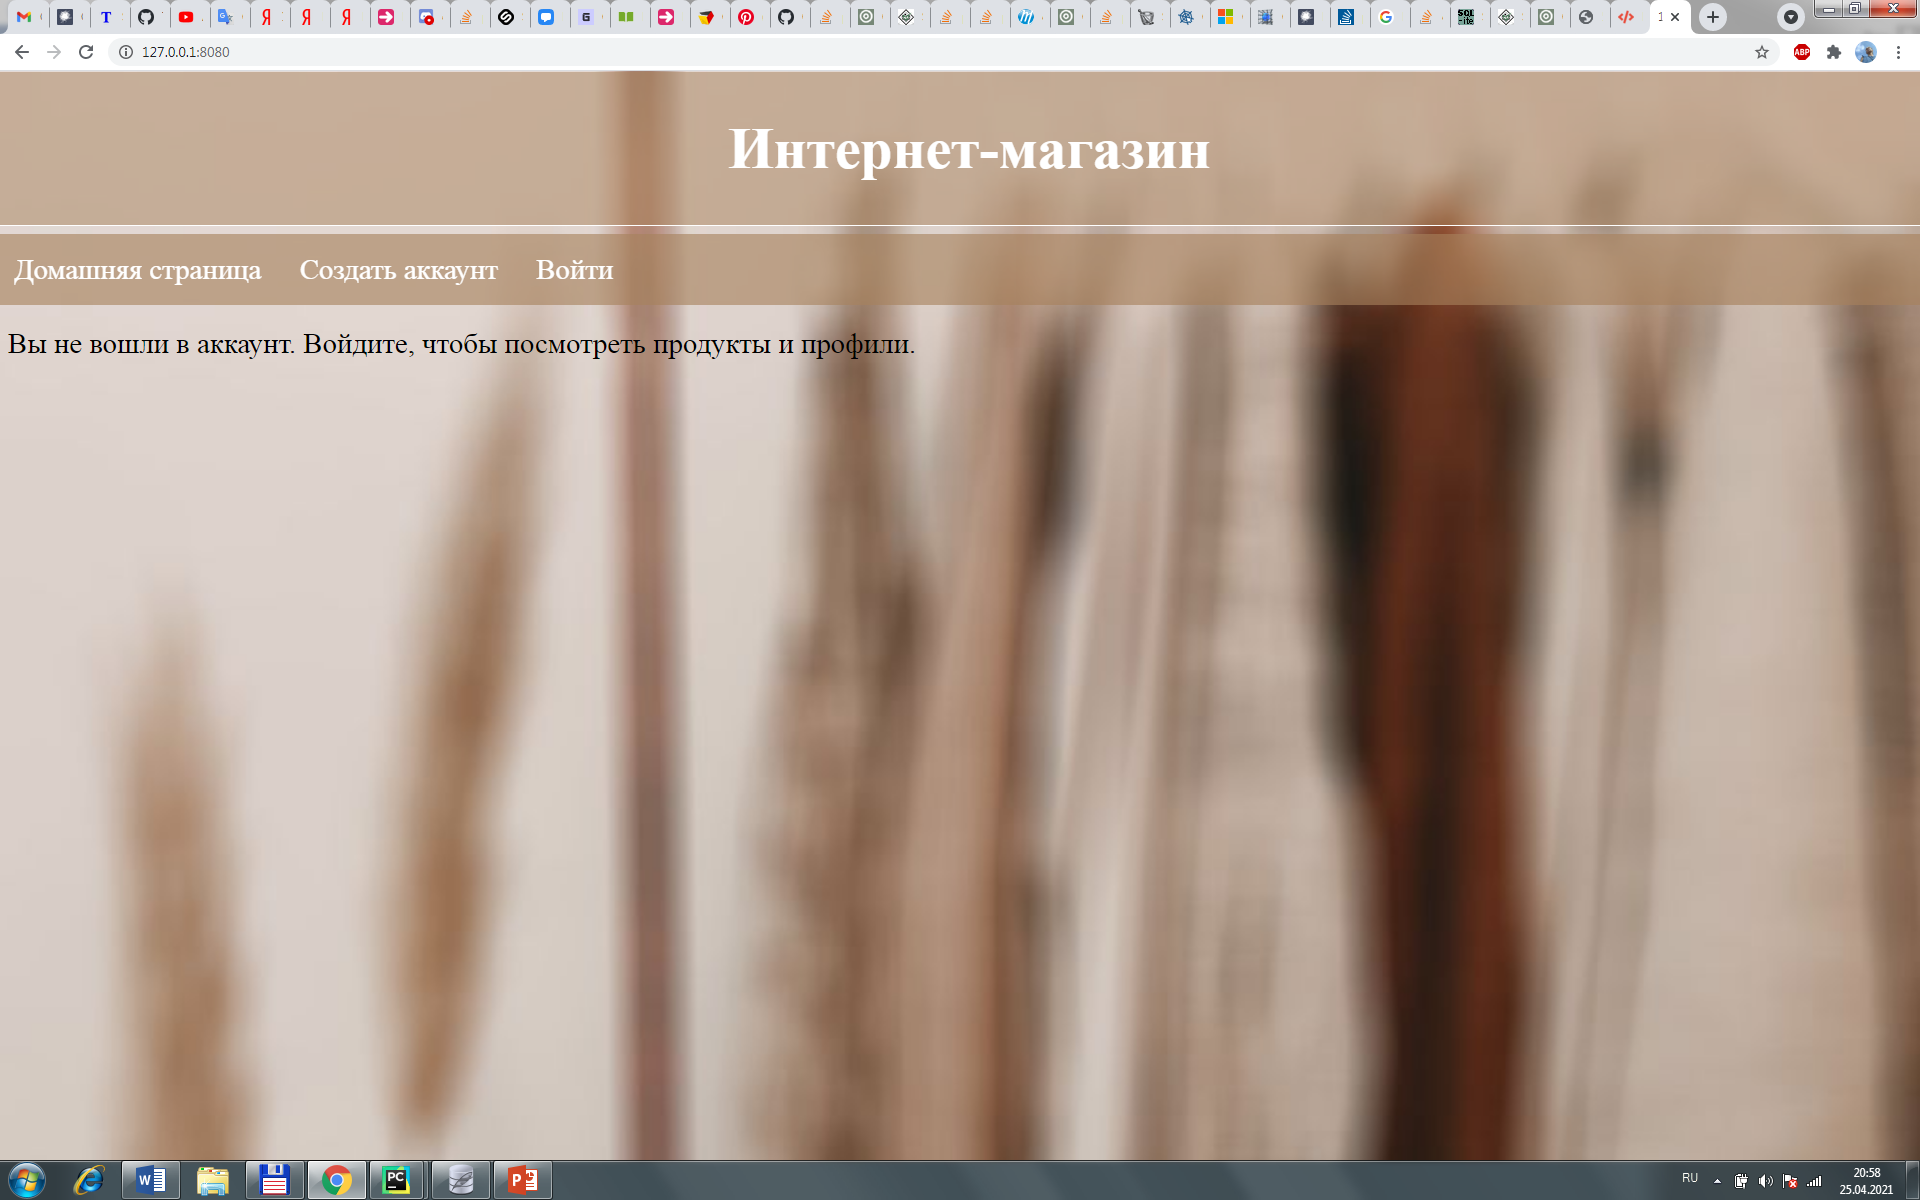 127.0.0.1:8080
ABP
Интернет-магазин
Домашняя страница Создать аккаунт Войти
Вы не вошли в аккаунт. Войдите, чтобы посмотреть продукты и профили.
RU
20:58
25.04.2021